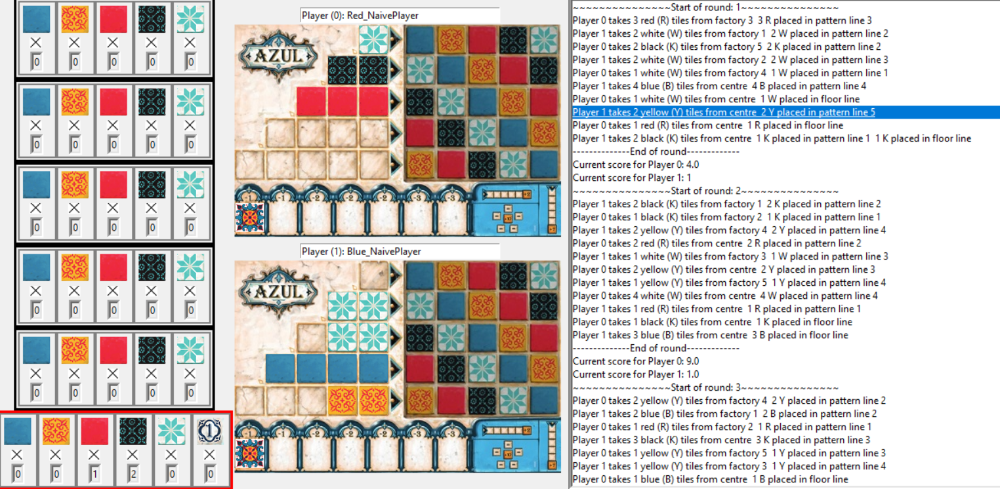 × × × × ×
0 0 0 0 0
× × × × ×
0 0 0 0 0
× × × × ×
0 0 0 0 0
× × × × ×
0 0 0 0 0
× × × × ×
0 0 0 0 0
1
× × × × × ×
0 0 1 2 0 0
Player (0): Red_NaivePlayer
AZUL
-1 -1 -2 -2 -2 -3 -3 +2
+10
+7
Player (1): Blue_NaivePlayer
AZUL
-1 -1 -2 -2 -2 -3 -3 +2
+10
+7
~~~~~~~~~~~~~~~Start of round: 1~~~~~~~~~~~~~~~
Player 0 takes 3 red (R) tiles from factory 3  3 R placed in pattern line 3
Player 1 takes 2 white (W) tiles from factory 1  2 W placed in pattern line 2
Player 0 takes 2 black (K) tiles from factory 5  2 K placed in pattern line 2
Player 1 takes 2 white (W) tiles from factory 2  2 W placed in pattern line 3
Player 0 takes 1 white (W) tiles from factory 4  1 W placed in pattern line 1
Player 1 takes 4 blue (B) tiles from centre  4 B placed in pattern line 4
Player 0 takes 1 white (W) tiles from centre  1 W placed in floor line
Player 1 takes 2 yellow (Y) tiles from centre  2 Y placed in pattern line 5
Player 0 takes 1 red (R) tiles from centre  1 R placed in floor line
Player 1 takes 2 black (K) tiles from centre  1 K placed in pattern line 1  1 K placed in floor line
--------------End of round-------------
Current score for Player 0: 4.0
Current score for Player 1: 1
~~~~~~~~~~~~~~~Start of round: 2~~~~~~~~~~~~~~~
Player 1 takes 2 black (K) tiles from factory 1  2 K placed in pattern line 2
Player 0 takes 1 black (K) tiles from factory 2  1 K placed in pattern line 1
Player 1 takes 2 yellow (Y) tiles from factory 4  2 Y placed in pattern line 4
Player 0 takes 2 red (R) tiles from centre  2 R placed in pattern line 2
Player 1 takes 1 white (W) tiles from factory 3  1 W placed in pattern line 3
Player 0 takes 2 yellow (Y) tiles from centre  2 Y placed in pattern line 3
Player 1 takes 1 yellow (Y) tiles from factory 5  1 Y placed in pattern line 4
Player 0 takes 4 white (W) tiles from centre  4 W placed in pattern line 4
Player 1 takes 1 red (R) tiles from centre  1 R placed in pattern line 1
Player 0 takes 1 black (K) tiles from centre  1 K placed in floor line
Player 1 takes 3 blue (B) tiles from centre  3 B placed in floor line
--------------End of round-------------
Current score for Player 0: 9.0
Current score for Player 1: 1.0
~~~~~~~~~~~~~~~Start of round: 3~~~~~~~~~~~~~~~
Player 0 takes 2 yellow (Y) tiles from factory 4  2 Y placed in pattern line 2
Player 1 takes 2 blue (B) tiles from factory 1  2 B placed in pattern line 2
Player 0 takes 1 red (R) tiles from factory 2  1 R placed in pattern line 1
Player 1 takes 3 black (K) tiles from centre  3 K placed in pattern line 3
Player 0 takes 1 yellow (Y) tiles from factory 5  1 Y placed in pattern line 3
Player 1 takes 1 yellow (Y) tiles from factory 3  1 Y placed in pattern line 4
Player 0 takes 1 blue (B) tiles from centre  1 B placed in floor line